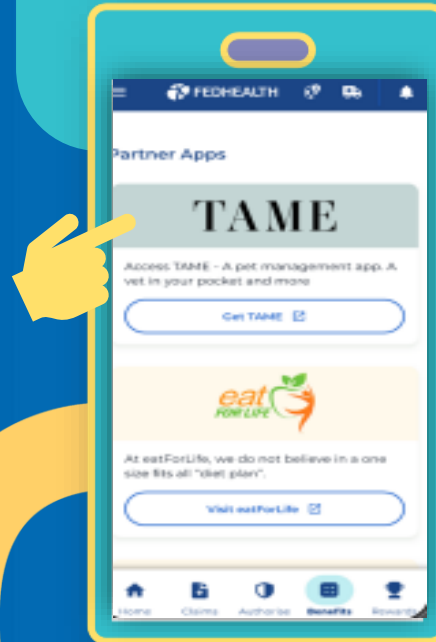 FEDHEALTH
Partner Apps
TAME
Access TAME - A pet management app. A
vet in your pocket and more
Get TAME
eat
FOR LIFE
At eatForLife, we do not believe in a one
size fits all "diet plan".
Visit eatForLife
Home Claims Authorise Benefits Rewards